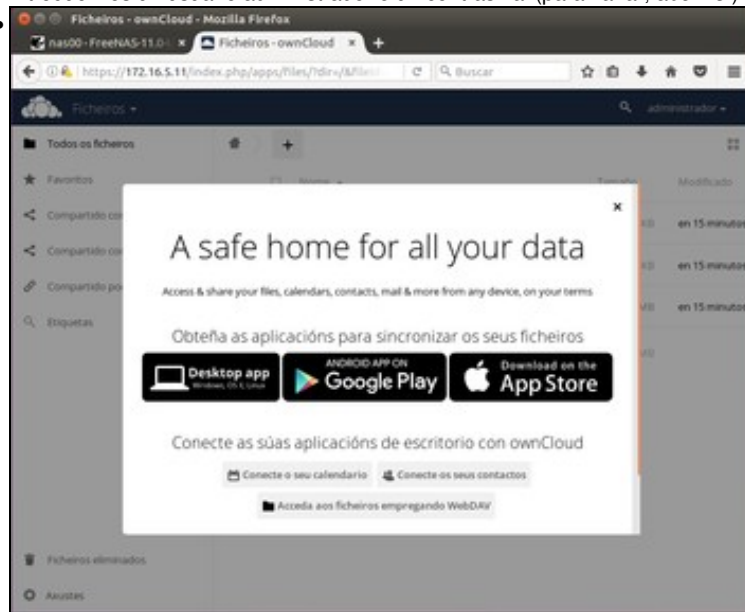 Ficheiros - ownCloud - Mozilla Firefox
nas00 - FreeNAS-11.0-
Ficheiros - ownCloud
https://172.16.5.11/index.php/apps/files/?dir=/&
Buscar
Ficheiros
administrador
Todos os ficheiros
Favoritos
Nome
Tamaño
Modificado
Compartido
en 15 minutos
Compartido
en 15 minutos
Compartido po
en 15 minutos
Etiquetas
A safe home for all your data
Access & share your files, calendars, contacts, mail & more from any device, on your terms
Obteña as aplicacións para sincronizar os seus ficheiros
Desktop app
Windows, OS X, Linux
ANDROID APP ON
Google Play
Download on the
App Store
Conecte as súas aplicacións de escritorio con ownCloud
Conecte o seu calendario
Conecte os seus contactos
Acceda aos ficheiros empregando WebDAV
Ficheiros eliminados
Axustes